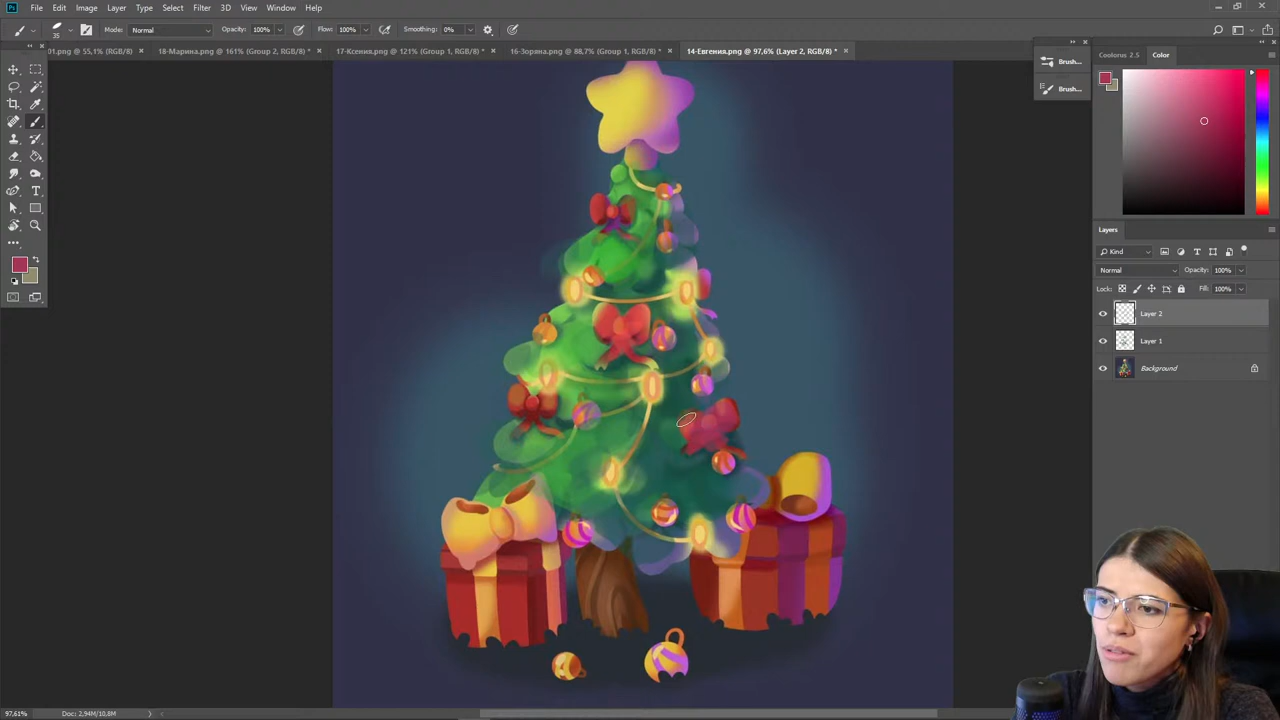 Ps File Edit Image Layer Type Select Filter 3D View Window Help
35 Mode: Normal Opacity: 100% Flow: 100% Smoothing: 0%
01.png @ 55,1% (RGB/8) 18-Марина.png @ 161% (Group 2, RGB/8) * 17-Ксения.png @ 121% (Group 1, RGB/8) * 16-Зоряна.png @ 88,7% (Group 1, RGB/8) * 14-Евгения.png @ 97,6% (Layer 2, RGB/8) *
Brush...
Brush...
Coolorus 2.5 Color
Layers
Kind
Normal Opacity: 100%
Lock: Fill: 100%
Layer 2
Layer 1
Background
97,61% Doc: 2,94M/10,8M